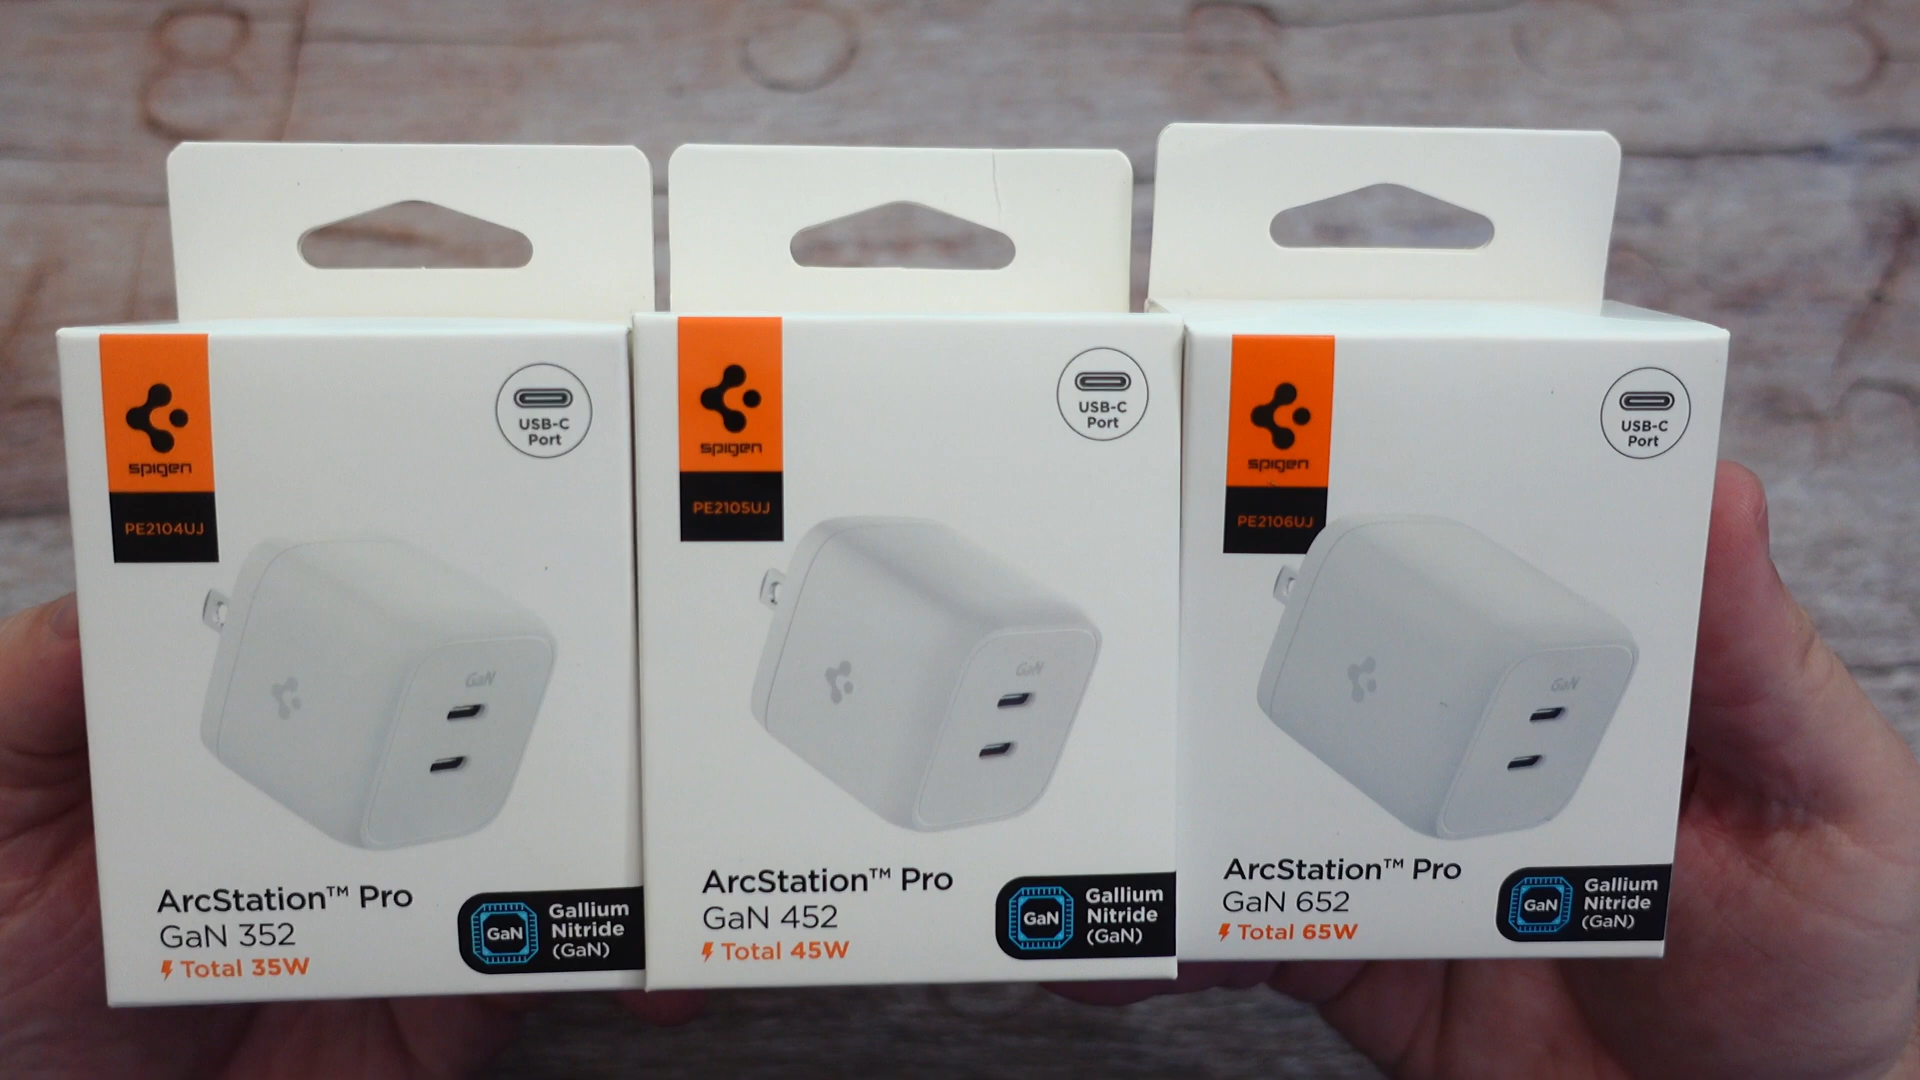 spigen
PE2104UJ
USB-C
Port
GaN
ArcStation™ Pro
GaN 352
Total 35W
GaN
Gallium
Nitride
(GaN)
spigen
PE2105UJ
USB-C
Port
GaN
ArcStation™ Pro
GaN 452
Total 45W
GaN
Gallium
Nitride
(GaN)
spigen
PE2106UJ
USB-C
Port
GaN
ArcStation™ Pro
GaN 652
Total 65W
GaN
Gallium
Nitride
(GaN)